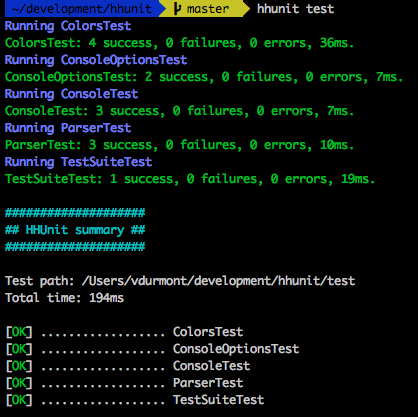 ~/development/hhunit master hhunit test
Running ColorsTest
ColorsTest: 4 success, 0 failures, 0 errors, 36ms.
Running ConsoleOptionsTest
ConsoleOptionsTest: 2 success, 0 failures, 0 errors, 7ms.
Running ConsoleTest
ConsoleTest: 3 success, 0 failures, 0 errors, 7ms.
Running ParserTest
ParserTest: 3 success, 0 failures, 0 errors, 10ms.
Running TestSuiteTest
TestSuiteTest: 1 success, 0 failures, 0 errors, 19ms.
####################
## HHUnit summary ##
####################
Test path: /Users/vdurmont/development/hhunit/test
Total time: 194ms
[OK] .................. ColorsTest
[OK] .................. ConsoleOptionsTest
[OK] .................. ConsoleTest
[OK] .................. ParserTest
[OK] .................. TestSuiteTest